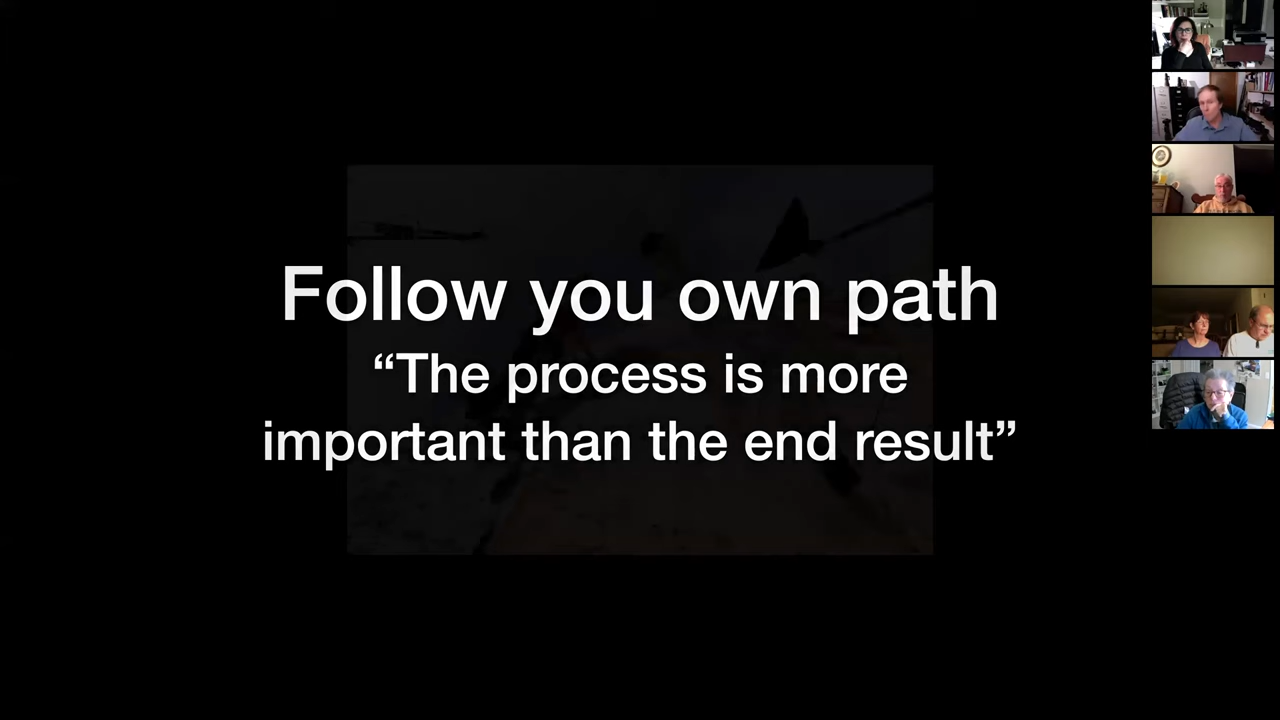 Follow you own path
“The process is more
important than the end result”